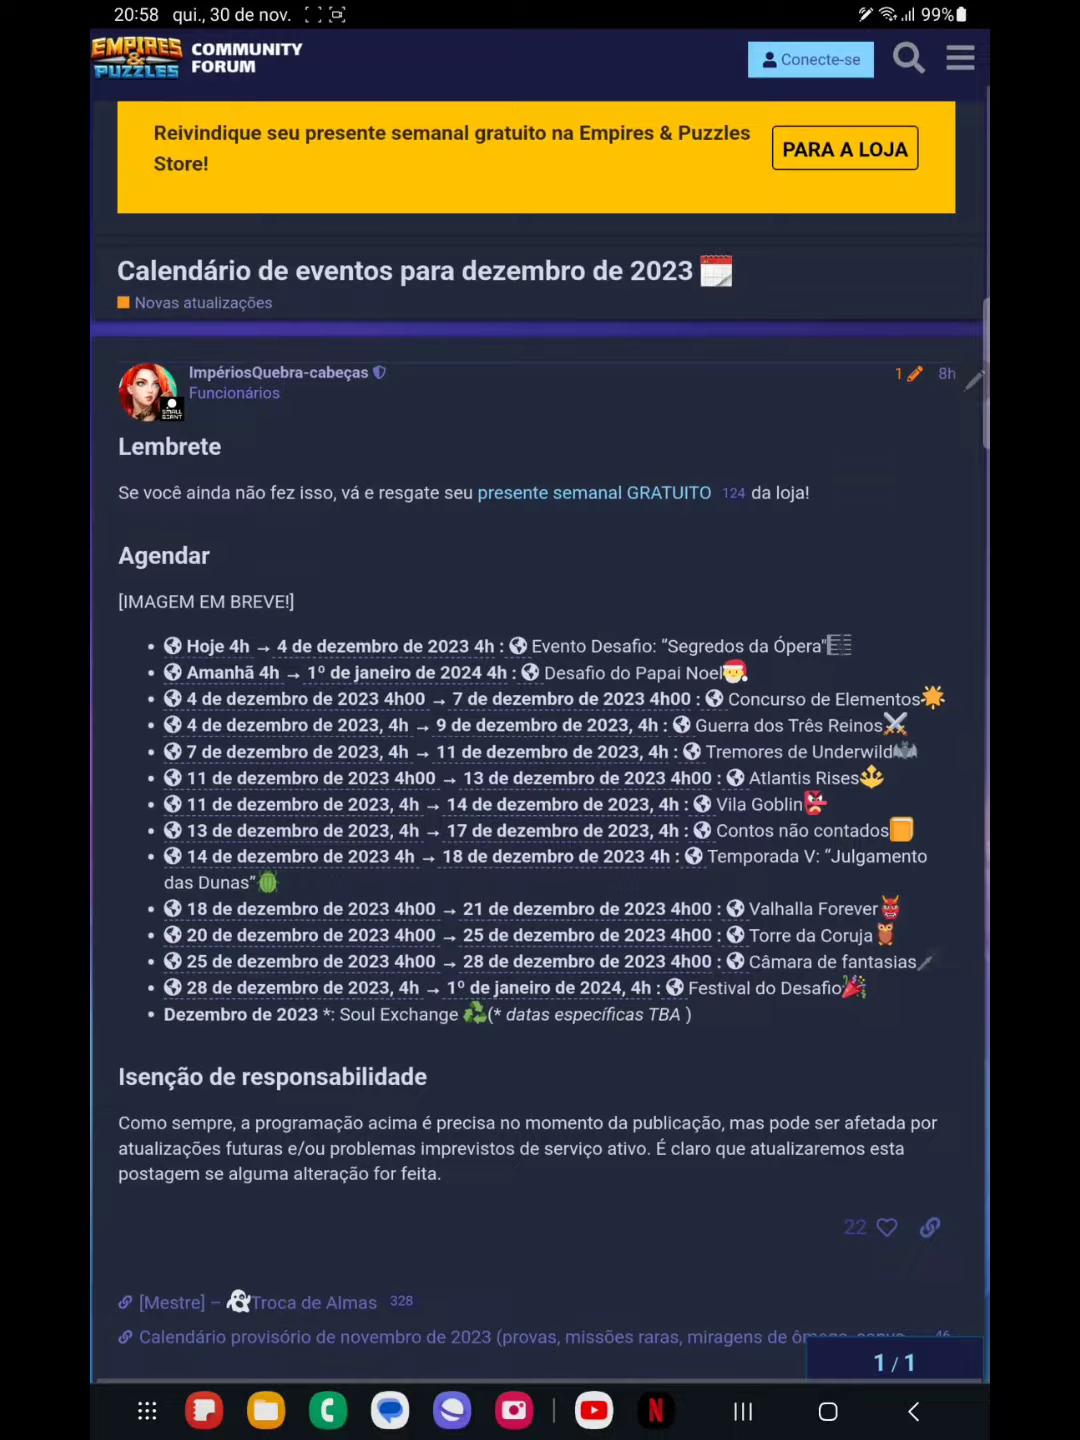 20:58 qui., 30 de nov. 99%
EMPIRES & PUZZLES COMMUNITY FORUM
Conecte-se
Reivindique seu presente semanal gratuito na Empires & Puzzles
Store!
PARA A LOJA
Calendário de eventos para dezembro de 2023
Novas atualizações
ImpériosQuebra-cabeças
Funcionários
1
8h
SMALL GIANT
Lembrete
Se você ainda não fez isso, vá e resgate seu presente semanal GRATUITO 124 da loja!
Agendar
[IMAGEM EM BREVE!]
• Hoje 4h → 4 de dezembro de 2023 4h : Evento Desafio: “Segredos da Ópera"
• Amanhã 4h → 1º de janeiro de 2024 4h : Desafio do Papai Noel
• 4 de dezembro de 2023 4h00 → 7 de dezembro de 2023 4h00 : Concurso de Elementos
• 4 de dezembro de 2023, 4h → 9 de dezembro de 2023, 4h : Guerra dos Três Reinos
• 7 de dezembro de 2023, 4h → 11 de dezembro de 2023, 4h : Tremores de Underwild
• 11 de dezembro de 2023 4h00 → 13 de dezembro de 2023 4h00 : Atlantis Rises
• 11 de dezembro de 2023, 4h → 14 de dezembro de 2023, 4h : Vila Goblin
• 13 de dezembro de 2023, 4h → 17 de dezembro de 2023, 4h : Contos não contados
• 14 de dezembro de 2023 4h → 18 de dezembro de 2023 4h : Temporada V: “Julgamento
das Dunas”
• 18 de dezembro de 2023 4h00 → 21 de dezembro de 2023 4h00 : Valhalla Forever
• 20 de dezembro de 2023 4h00 → 25 de dezembro de 2023 4h00 : Torre da Coruja
• 25 de dezembro de 2023 4h00 → 28 de dezembro de 2023 4h00 : Câmara de fantasias
• 28 de dezembro de 2023, 4h → 1º de janeiro de 2024, 4h : Festival do Desafio
• Dezembro de 2023 *: Soul Exchange (* datas específicas TBA )
Isenção de responsabilidade
Como sempre, a programação acima é precisa no momento da publicação, mas pode ser afetada por
atualizações futuras e/ou problemas imprevistos de serviço ativo. É claro que atualizaremos esta
postagem se alguma alteração for feita.
22
[Mestre] – Troca de Almas 328
Calendário provisório de novembro de 2023 (provas, missões raras, miragens de
1 / 1
N